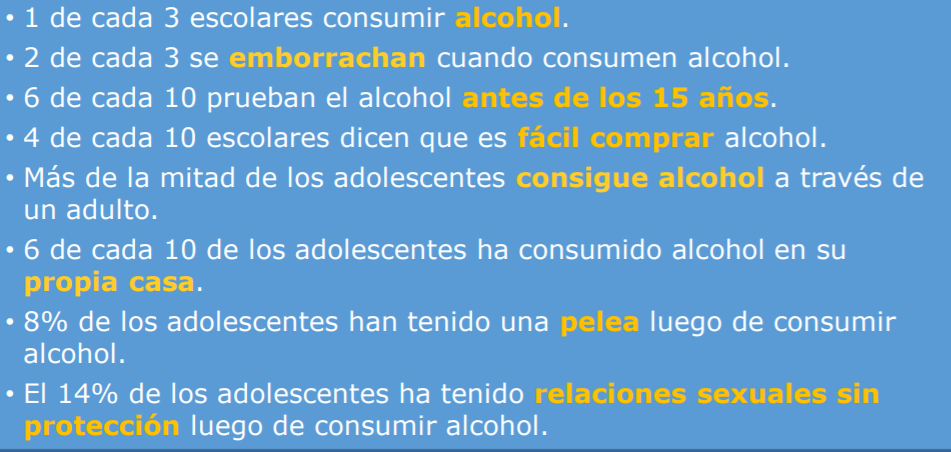 • 1 de cada 3 escolares consumir alcohol.
• 2 de cada 3 se emborrachan cuando consumen alcohol.
• 6 de cada 10 prueban el alcohol antes de los 15 años.
• 4 de cada 10 escolares dicen que es fácil comprar alcohol.
• Más de la mitad de los adolescentes consigue alcohol a través de
un adulto.
• 6 de cada 10 de los adolescentes ha consumido alcohol en su
propia casa.
• 8% de los adolescentes han tenido una pelea luego de consumir
alcohol.
• El 14% de los adolescentes ha tenido relaciones sexuales sin
protección luego de consumir alcohol.